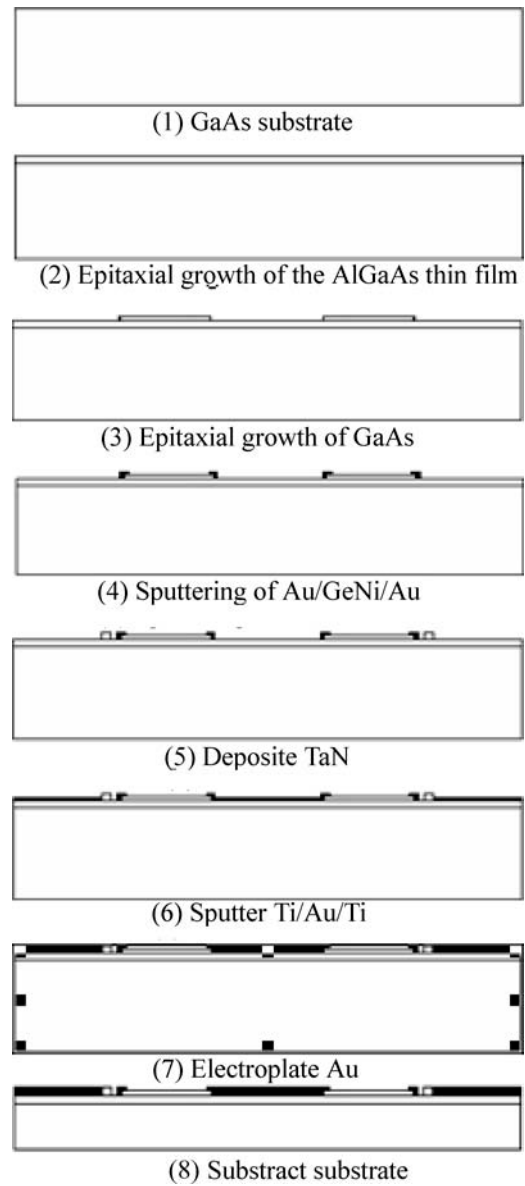 (1) GaAs substrate
(2) Epitaxial growth of the AlGaAs thin film
(3) Epitaxial growth of GaAs
(4) Sputtering of Au/GeNi/Au
(5) Deposite TaN
(6) Sputter Ti/Au/Ti
(7) Electroplate Au
(8) Substract substrate